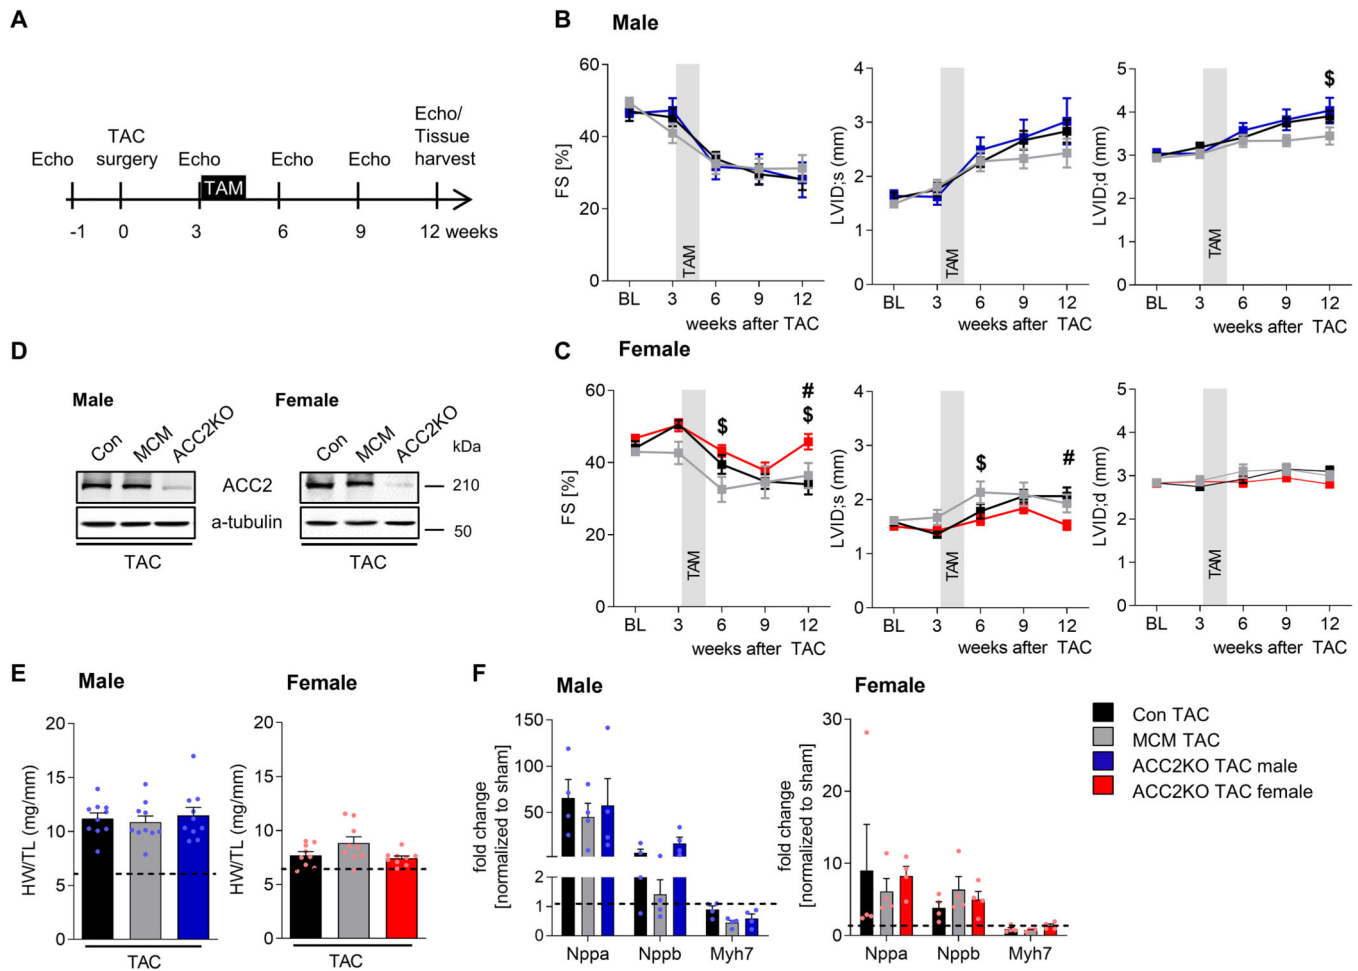 A
Echo
TAC
surgery
Echo
Echo
Echo
Echo/
Tissue
harvest
TAM
-1 0 3 6 9 12 weeks
B Male
60
40
20
0
FS [%]
TAM
BL 3 6 9 12
weeks after TAC
4
3
2
1
0
LVID;s (mm)
TAM
BL 3 6 9 12
weeks after TAC
5
4
3
2
1
0
LVID;d (mm)
TAM
$
BL 3 6 9 12
weeks after TAC
C Female
60
40
20
0
FS [%]
TAM
$
#
$
BL 3 6 9 12
weeks after TAC
4
3
2
1
0
LVID;s (mm)
TAM
$
#
BL 3 6 9 12
weeks after TAC
5
4
3
2
1
0
LVID;d (mm)
TAM
BL 3 6 9 12
weeks after TAC
D
Male
Con MCM ACC2KO
Female
Con MCM ACC2KO
kDa
ACC2
210
a-tubulin
50
TAC
TAC
E
Male
20
15
10
5
0
HW/TL (mg/mm)
TAC
Female
20
15
10
5
0
HW/TL (mg/mm)
TAC
F
Male
150
100
50
2
1
0
fold change
[normalized to sham]
Nppa Nppb Myh7
Female
30
20
10
0
fold change
[normalized to sham]
Nppa Nppb Myh7
Con TAC
MCM TAC
ACC2KO TAC male
ACC2KO TAC female